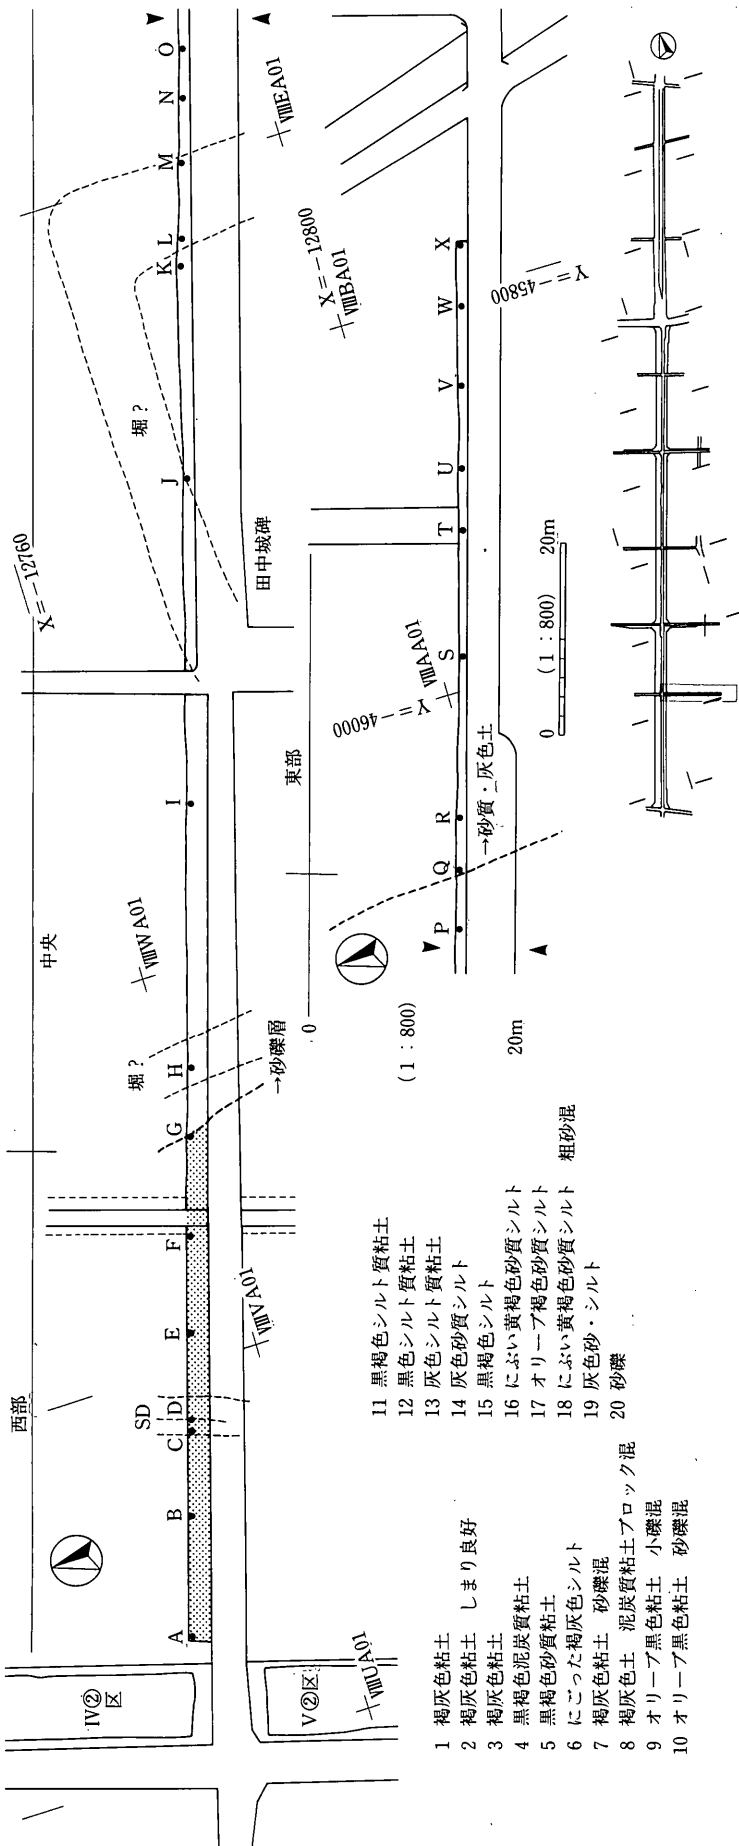 西部
中央
X=−12760
IV②区
V②区
A
B
C
SD
D
E
F
G
H
I
J
K
L
M
N
O
堀?
堀?
→砂礫層
田中城碑
ⅧUA01
ⅧVA01
ⅧWA01
ⅧEA01
X=−12800
ⅧBA01
東部
0
(1:800)
20m
P
Q
R
S
T
U
V
W
X
→砂質・灰色土
Y=−46000
ⅧAA01
Y=−45800
0
(1:800)
20m
1 褐灰色粘土
2 褐灰色粘土 しまり良好
3 褐灰色粘土
4 黒褐色泥炭質粘土
5 黒褐色砂質粘土
6 にごった褐灰色シルト
7 褐灰色粘土 砂礫混
8 褐灰色土 泥炭質粘土ブロック混
9 オリーブ黒色粘土 小礫混
10 オリーブ黒色粘土 砂礫混
11 黒褐色シルト質粘土
12 黒色シルト質粘土
13 灰色シルト質粘土
14 灰色砂質シルト
15 黒褐色シルト
16 にぶい黄褐色砂質シルト
17 オリーブ褐色砂質シルト
18 にぶい黄褐色砂質シルト 粗砂混
19 灰色砂・シルト
20 砂礫